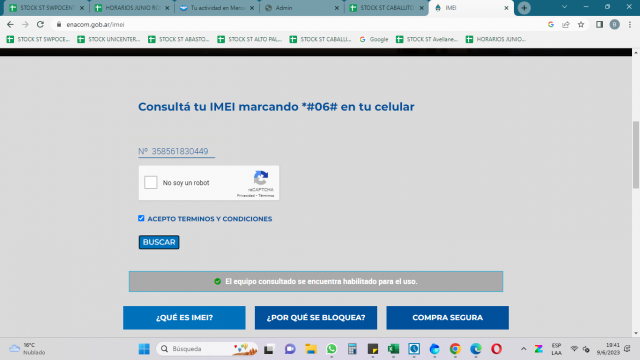 STOCK ST SWPOCEN
HORARIOS JUNIO RO
Tu actividad en Merca
Admin
STOCK ST CABALLITO
IMEI
enacom.gob.ar/imei
STOCK ST SWPOCE...
STOCK UNICENTER...
STOCK ST ABASTO...
STOCK ST ALTO PAL...
STOCK ST CABALLI...
Google
STOCK ST Avellane...
HORARIOS JUNIO...
Consultá tu IMEI marcando *#06# en tu celular
Nº 358561830449
No soy un robot
reCAPTCHA
Privacidad - Términos
ACEPTO TERMINOS Y CONDICIONES
BUSCAR
El equipo consultado se encuentra habilitado para el uso.
¿QUÉ ES IMEI?
¿POR QUÉ SE BLOQUEA?
COMPRA SEGURA
16°C
Nublado
Búsqueda
ESP
LAA
19:41
9/6/2023